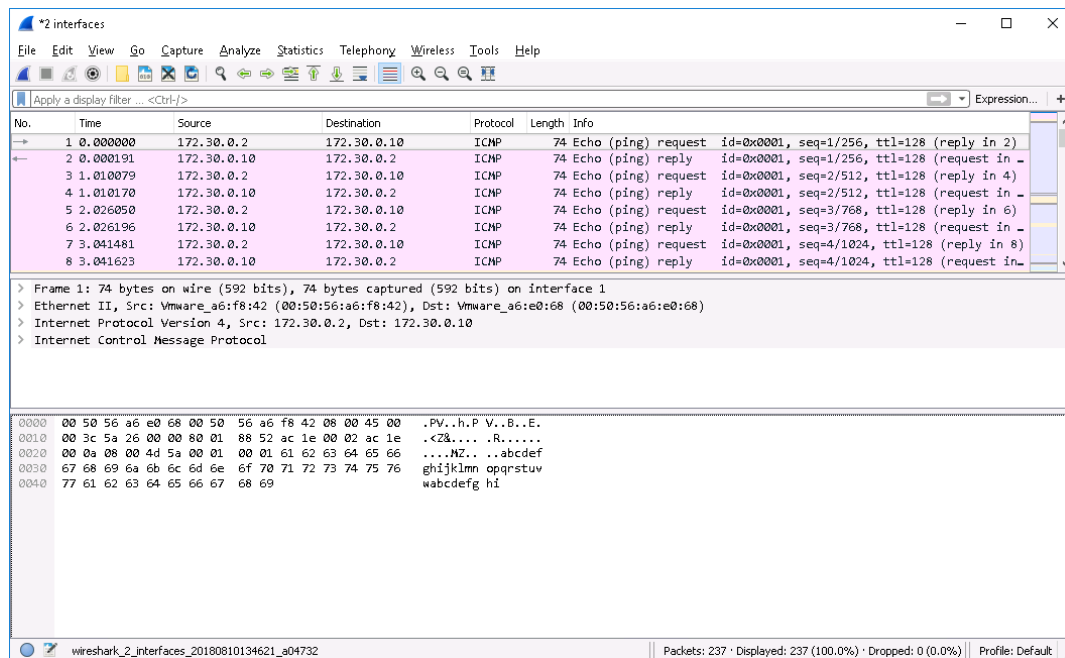 *2 interfaces
File Edit View Go Capture Analyze Statistics Telephony Wireless Tools Help
Apply a display filter ... <Ctrl-/> Expression... +
No. Time Source Destination Protocol Length Info
1 0.000000 172.30.0.2 172.30.0.10 ICMP 74 Echo (ping) request id=0x0001, seq=1/256, ttl=128 (reply in 2)
2 0.000191 172.30.0.10 172.30.0.2 ICMP 74 Echo (ping) reply id=0x0001, seq=1/256, ttl=128 (request in …
3 1.010079 172.30.0.2 172.30.0.10 ICMP 74 Echo (ping) request id=0x0001, seq=2/512, ttl=128 (reply in 4)
4 1.010170 172.30.0.10 172.30.0.2 ICMP 74 Echo (ping) reply id=0x0001, seq=2/512, ttl=128 (request in …
5 2.026050 172.30.0.2 172.30.0.10 ICMP 74 Echo (ping) request id=0x0001, seq=3/768, ttl=128 (reply in 6)
6 2.026196 172.30.0.10 172.30.0.2 ICMP 74 Echo (ping) reply id=0x0001, seq=3/768, ttl=128 (request in …
7 3.041481 172.30.0.2 172.30.0.10 ICMP 74 Echo (ping) request id=0x0001, seq=4/1024, ttl=128 (reply in 8)
8 3.041623 172.30.0.10 172.30.0.2 ICMP 74 Echo (ping) reply id=0x0001, seq=4/1024, ttl=128 (request in…
> Frame 1: 74 bytes on wire (592 bits), 74 bytes captured (592 bits) on interface 1
> Ethernet II, Src: Vmware_a6:f8:42 (00:50:56:a6:f8:42), Dst: Vmware_a6:e0:68 (00:50:56:a6:e0:68)
> Internet Protocol Version 4, Src: 172.30.0.2, Dst: 172.30.0.10
> Internet Control Message Protocol
0000 00 50 56 a6 e0 68 00 50 56 a6 f8 42 08 00 45 00 .PV..h.P V..B..E.
0010 00 3c 5a 26 00 00 80 01 88 52 ac 1e 00 02 ac 1e .<Z&.... .R......
0020 00 0a 08 00 4d 5a 00 01 00 01 61 62 63 64 65 66 ....MZ.. ..abcdef
0030 67 68 69 6a 6b 6c 6d 6e 6f 70 71 72 73 74 75 76 ghijklmn opqrstuv
0040 77 61 62 63 64 65 66 67 68 69 wabcdefg hi
wireshark_2_interfaces_20180810134621_a04732 Packets: 237 · Displayed: 237 (100.0%) · Dropped: 0 (0.0%) Profile: Default